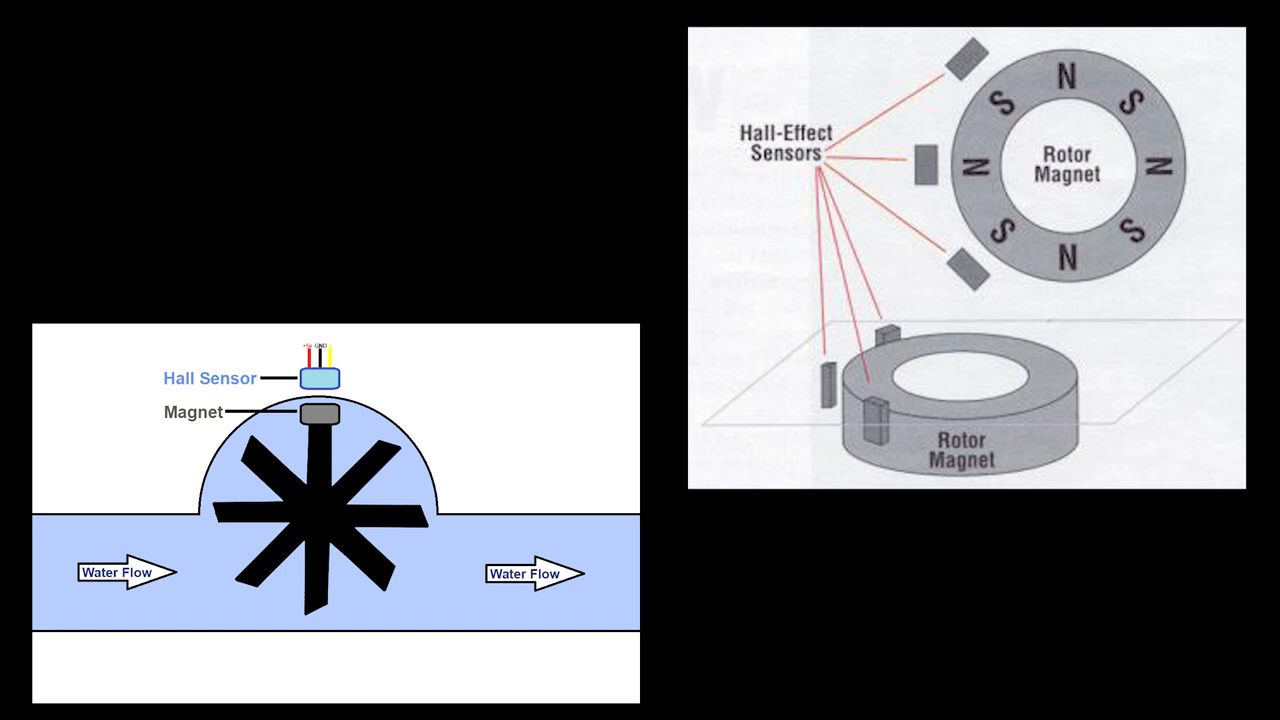 Hall-Effect
Sensors
N
S
S
N
Rotor
Magnet
N
S
S
N
Rotor
Magnet
+5v GND
Hall Sensor
Magnet
Water Flow
Water Flow